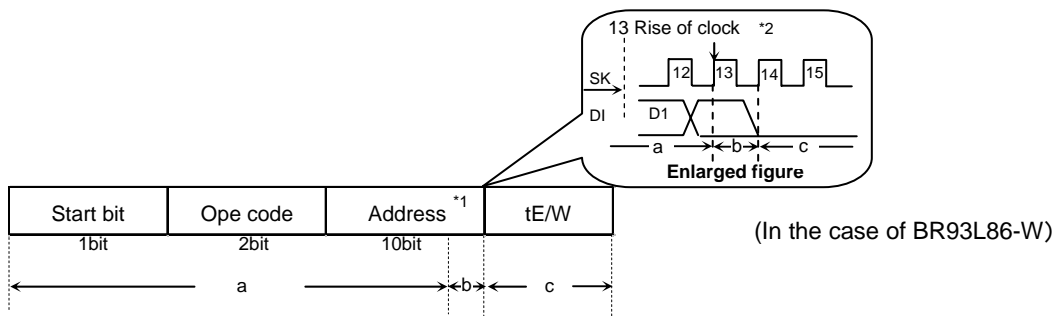 13 Rise of clock *2
SK
12 13 14 15
DI
D1
a b c
Enlarged figure
Start bit Ope code Address *1 tE/W
1bit 2bit 10bit
(In the case of BR93L86-W)
a b c